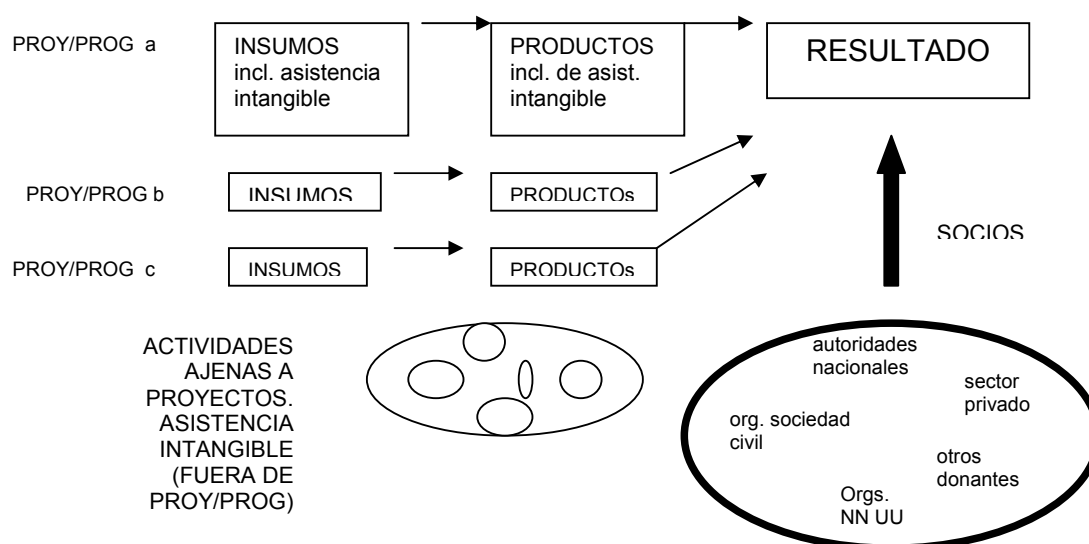 PROY/PROG a
INSUMOS
incl. asistencia
intangible
PRODUCTOS
incl. de asist.
intangible
RESULTADO
PROY/PROG b
INSUMOS
PRODUCTOs
PROY/PROG c
INSUMOS
PRODUCTOs
SOCIOS
ACTIVIDADES
AJENAS A
PROYECTOS.
ASISTENCIA
INTANGIBLE
(FUERA DE
PROY/PROG)
autoridades
nacionales
sector
privado
org. sociedad
civil
otros
donantes
Orgs.
NN UU